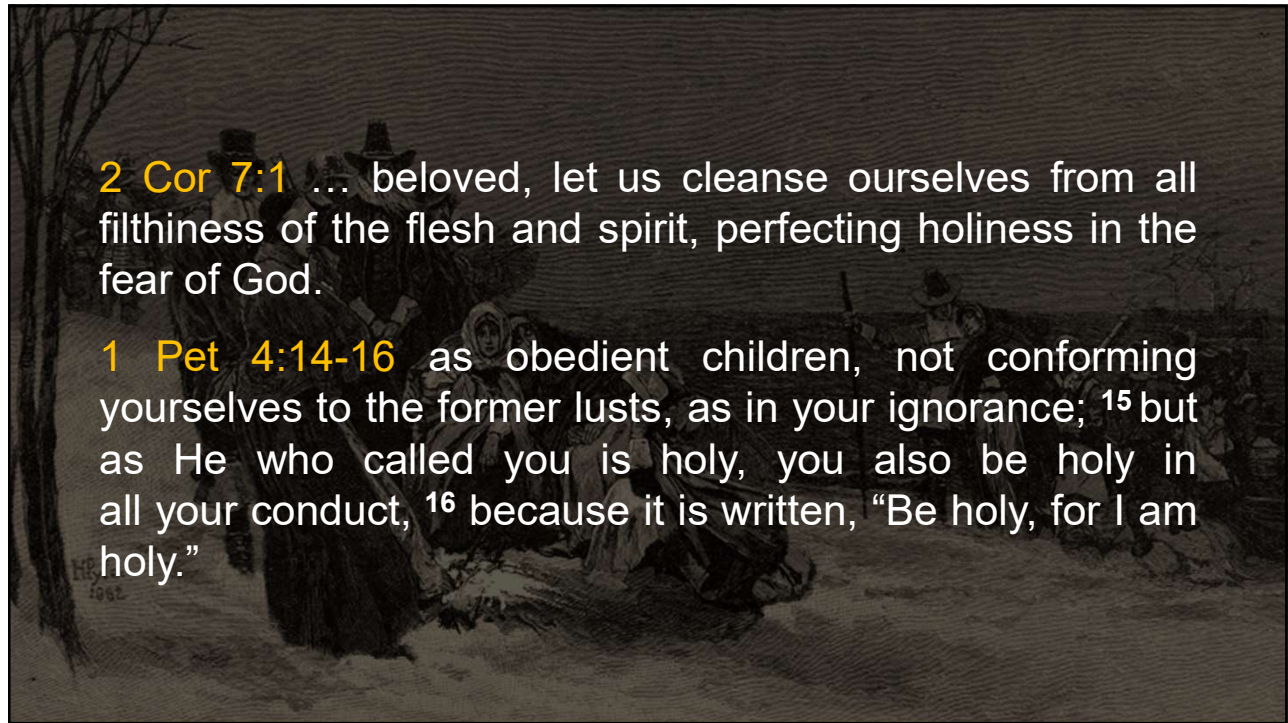 2 Cor 7:1 … beloved, let us cleanse ourselves from all
filthiness of the flesh and spirit, perfecting holiness in the
fear of God.
1 Pet 4:14-16 as obedient children, not conforming
yourselves to the former lusts, as in your ignorance; 15 but
as He who called you is holy, you also be holy in
all your conduct, 16 because it is written, “Be holy, for I am
holy.”